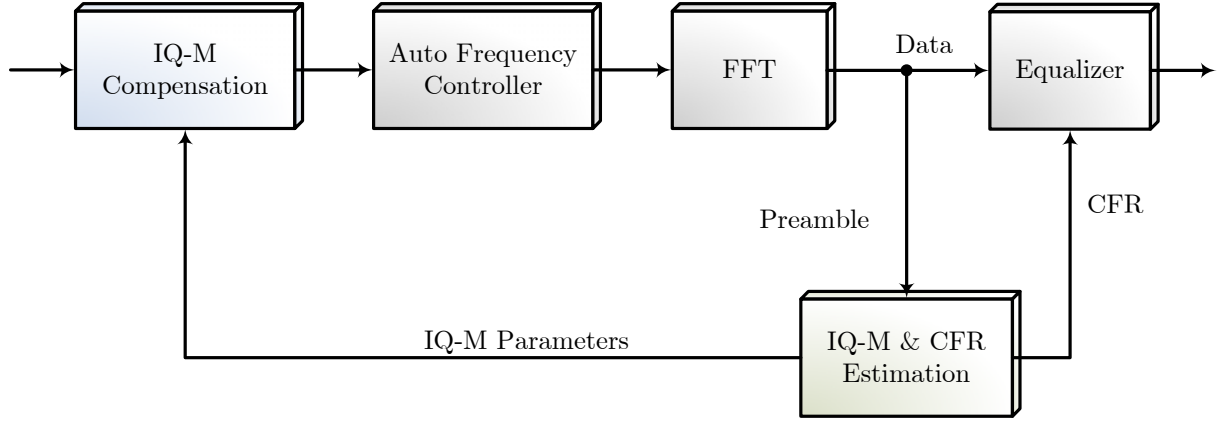 IQ-M
Compensation
Auto Frequency
Controller
FFT
Data
Equalizer
Preamble
CFR
IQ-M Parameters
IQ-M & CFR
Estimation